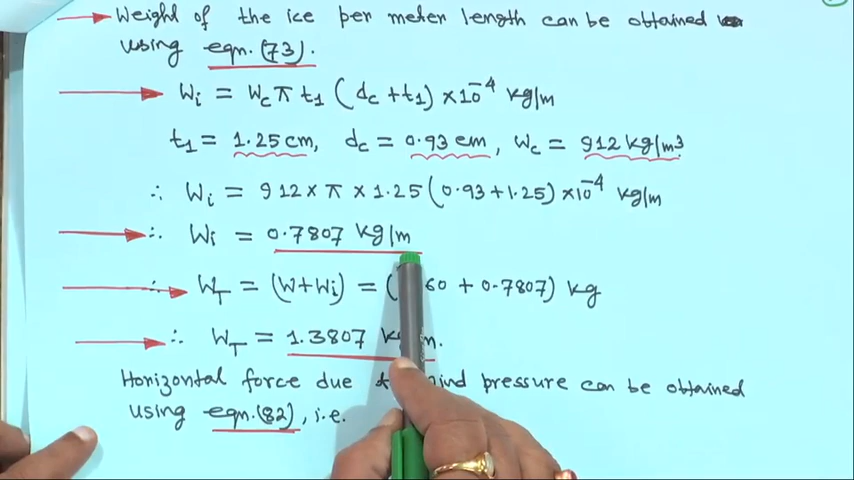 Weight of the ice per meter length can be obtained
using eqn. (73).
Wi = Wc π t1 (dc + t1) × 10⁻⁴ kg/m
t1 = 1.25 cm, dc = 0.93 cm, Wc = 912 kg/m³
∴ Wi = 912 × π × 1.25 (0.93 + 1.25) × 10⁻⁴ kg/m
∴ Wi = 0.7807 kg/m
∴ WT = (W + Wi) = ( 60 + 0.7807) kg
∴ WT = 1.3807 m.
Horizontal force due pressure can be obtained
using eqn. (82), i.e.